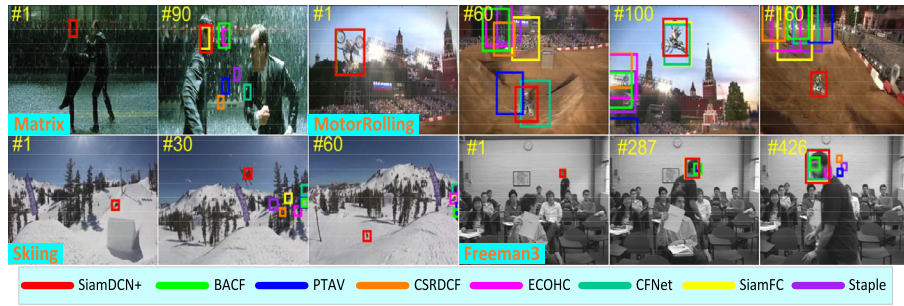 #1 #90 #1 #60 #100 #160
Matrix MotorRolling
#1 #30 #60 #1 #287 #426
Skiing Freeman3
SiamDCN+ BACF PTAV CSRDCF ECOHC CFNet SiamFC Staple